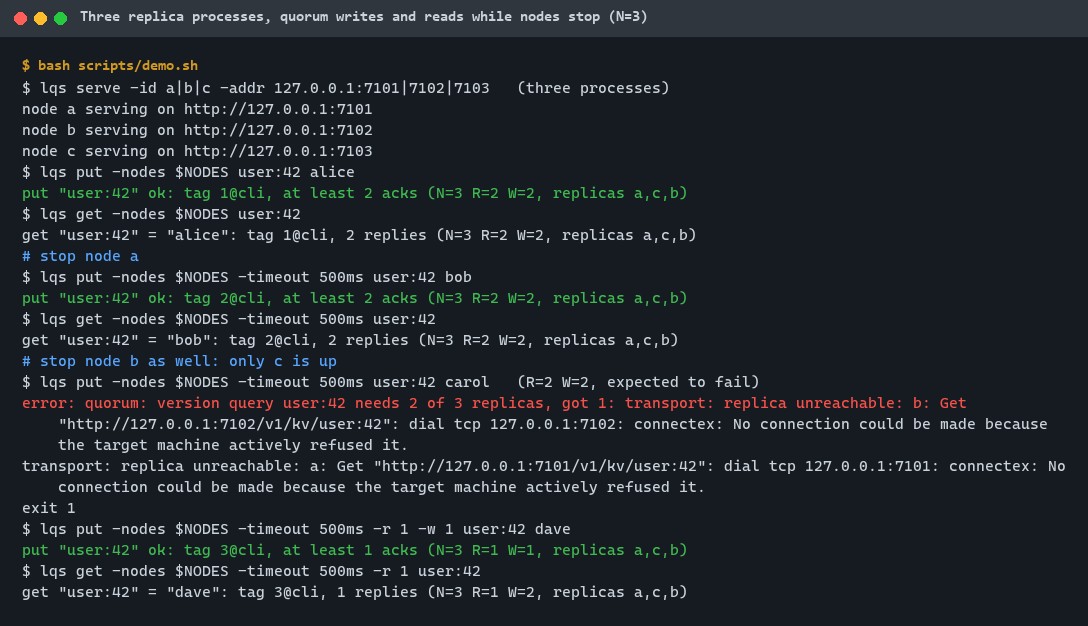 Three replica processes, quorum writes and reads while nodes stop (N=3)
$ bash scripts/demo.sh
$ lqs serve -id a|b|c -addr 127.0.0.1:7101|7102|7103   (three processes)
node a serving on http://127.0.0.1:7101
node b serving on http://127.0.0.1:7102
node c serving on http://127.0.0.1:7103
$ lqs put -nodes $NODES user:42 alice
put "user:42" ok: tag 1@cli, at least 2 acks (N=3 R=2 W=2, replicas a,c,b)
$ lqs get -nodes $NODES user:42
get "user:42" = "alice": tag 1@cli, 2 replies (N=3 R=2 W=2, replicas a,c,b)
# stop node a
$ lqs put -nodes $NODES -timeout 500ms user:42 bob
put "user:42" ok: tag 2@cli, at least 2 acks (N=3 R=2 W=2, replicas a,c,b)
$ lqs get -nodes $NODES -timeout 500ms user:42
get "user:42" = "bob": tag 2@cli, 2 replies (N=3 R=2 W=2, replicas a,c,b)
# stop node b as well: only c is up
$ lqs put -nodes $NODES -timeout 500ms user:42 carol   (R=2 W=2, expected to fail)
error: quorum: version query user:42 needs 2 of 3 replicas, got 1: transport: replica unreachable: b: Get
    "http://127.0.0.1:7102/v1/kv/user:42": dial tcp 127.0.0.1:7102: connectex: No connection could be made because
    the target machine actively refused it.
transport: replica unreachable: a: Get "http://127.0.0.1:7101/v1/kv/user:42": dial tcp 127.0.0.1:7101: connectex: No
    connection could be made because the target machine actively refused it.
exit 1
$ lqs put -nodes $NODES -timeout 500ms -r 1 -w 1 user:42 dave
put "user:42" ok: tag 3@cli, at least 1 acks (N=3 R=1 W=1, replicas a,c,b)
$ lqs get -nodes $NODES -timeout 500ms -r 1 user:42
get "user:42" = "dave": tag 3@cli, 1 replies (N=3 R=1 W=2, replicas a,c,b)